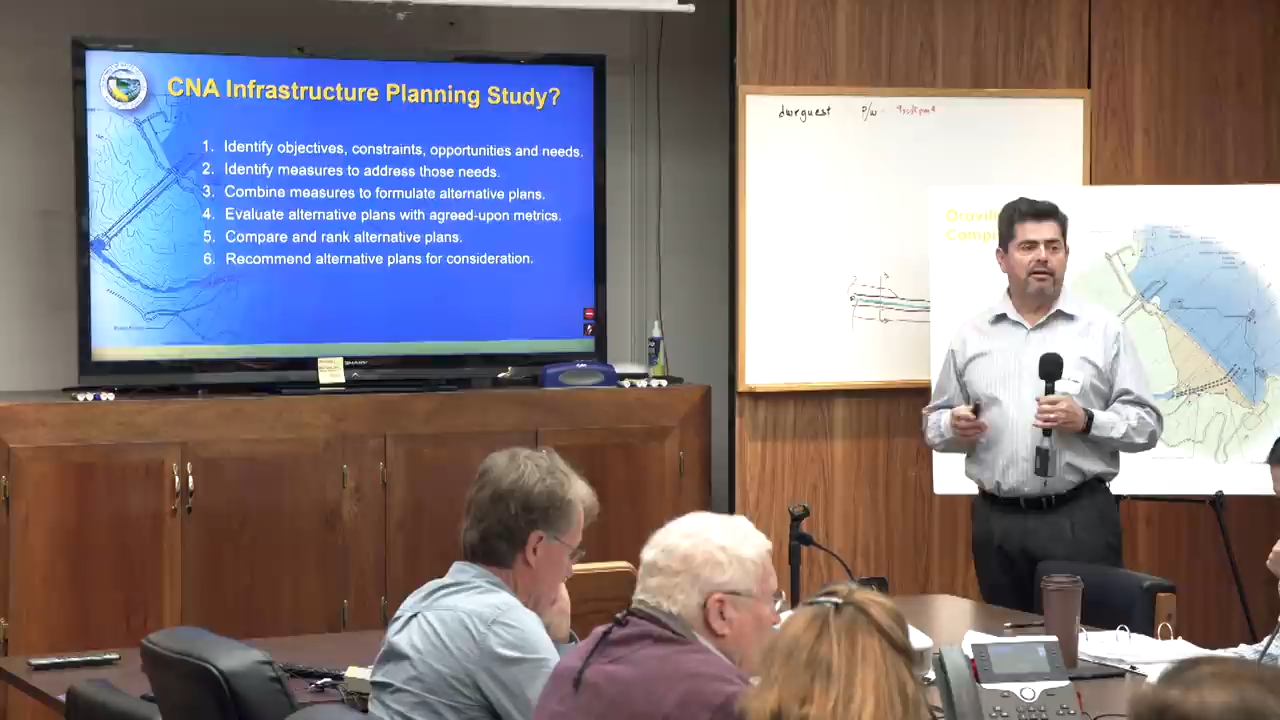 CNA Infrastructure Planning Study?
1. Identify objectives, constraints, opportunities and needs.
2. Identify measures to address those needs.
3. Combine measures to formulate alternative plans.
4. Evaluate alternative plans with agreed-upon metrics.
5. Compare and rank alternative plans.
6. Recommend alternative plans for consideration.
dwrguest P/w
SHARP